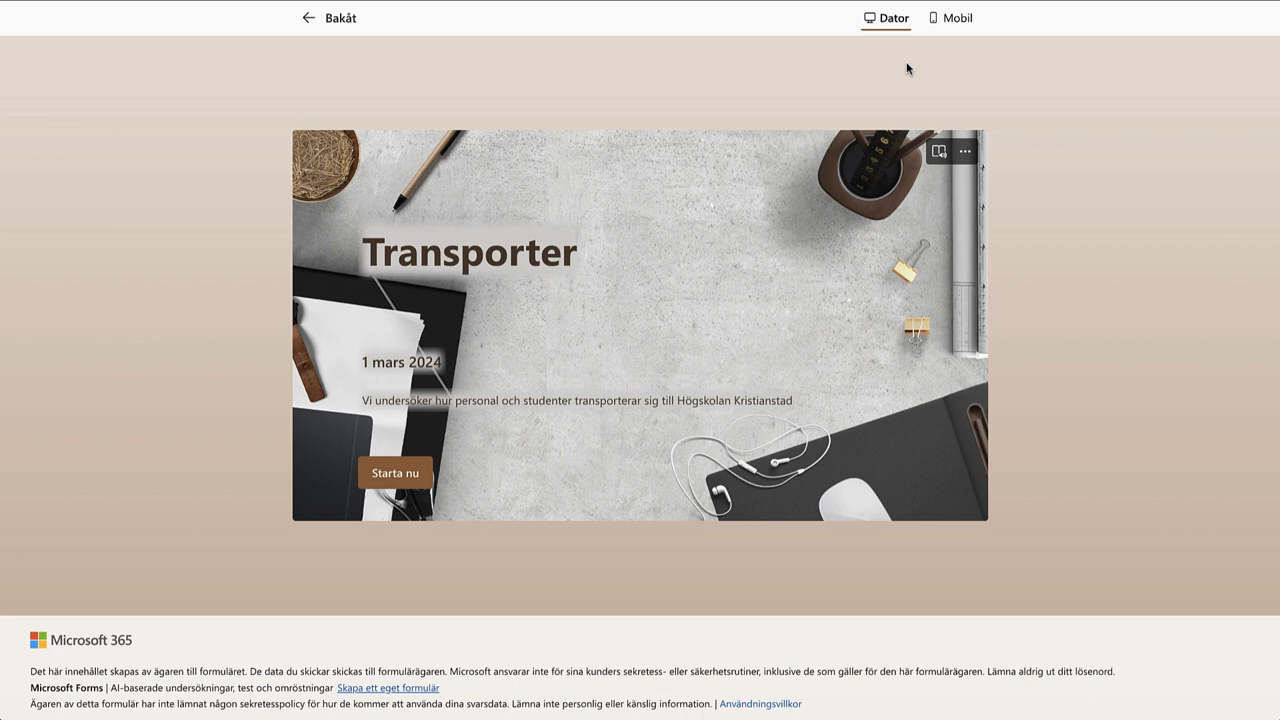 Bakåt
Dator
Mobil
Transporter
1 mars 2024
Vi undersöker hur personal och studenter transporterar sig till Högskolan Kristianstad
Starta nu
Microsoft 365
Det här innehållet skapas av ägaren till formuläret. De data du skickar skickas till formulärägaren. Microsoft ansvarar inte för sina kunders sekretess- eller säkerhetsrutiner, inklusive de som gäller för den här formulärägaren. Lämna aldrig ut ditt lösenord.
Microsoft Forms | AI-baserade undersökningar, test och omröstningar Skapa ett eget formulär
Ägaren av detta formulär har inte lämnat någon sekretesspolicy för hur de kommer att använda dina svarsdata. Lämna inte personlig eller känslig information. | Användningsvillkor